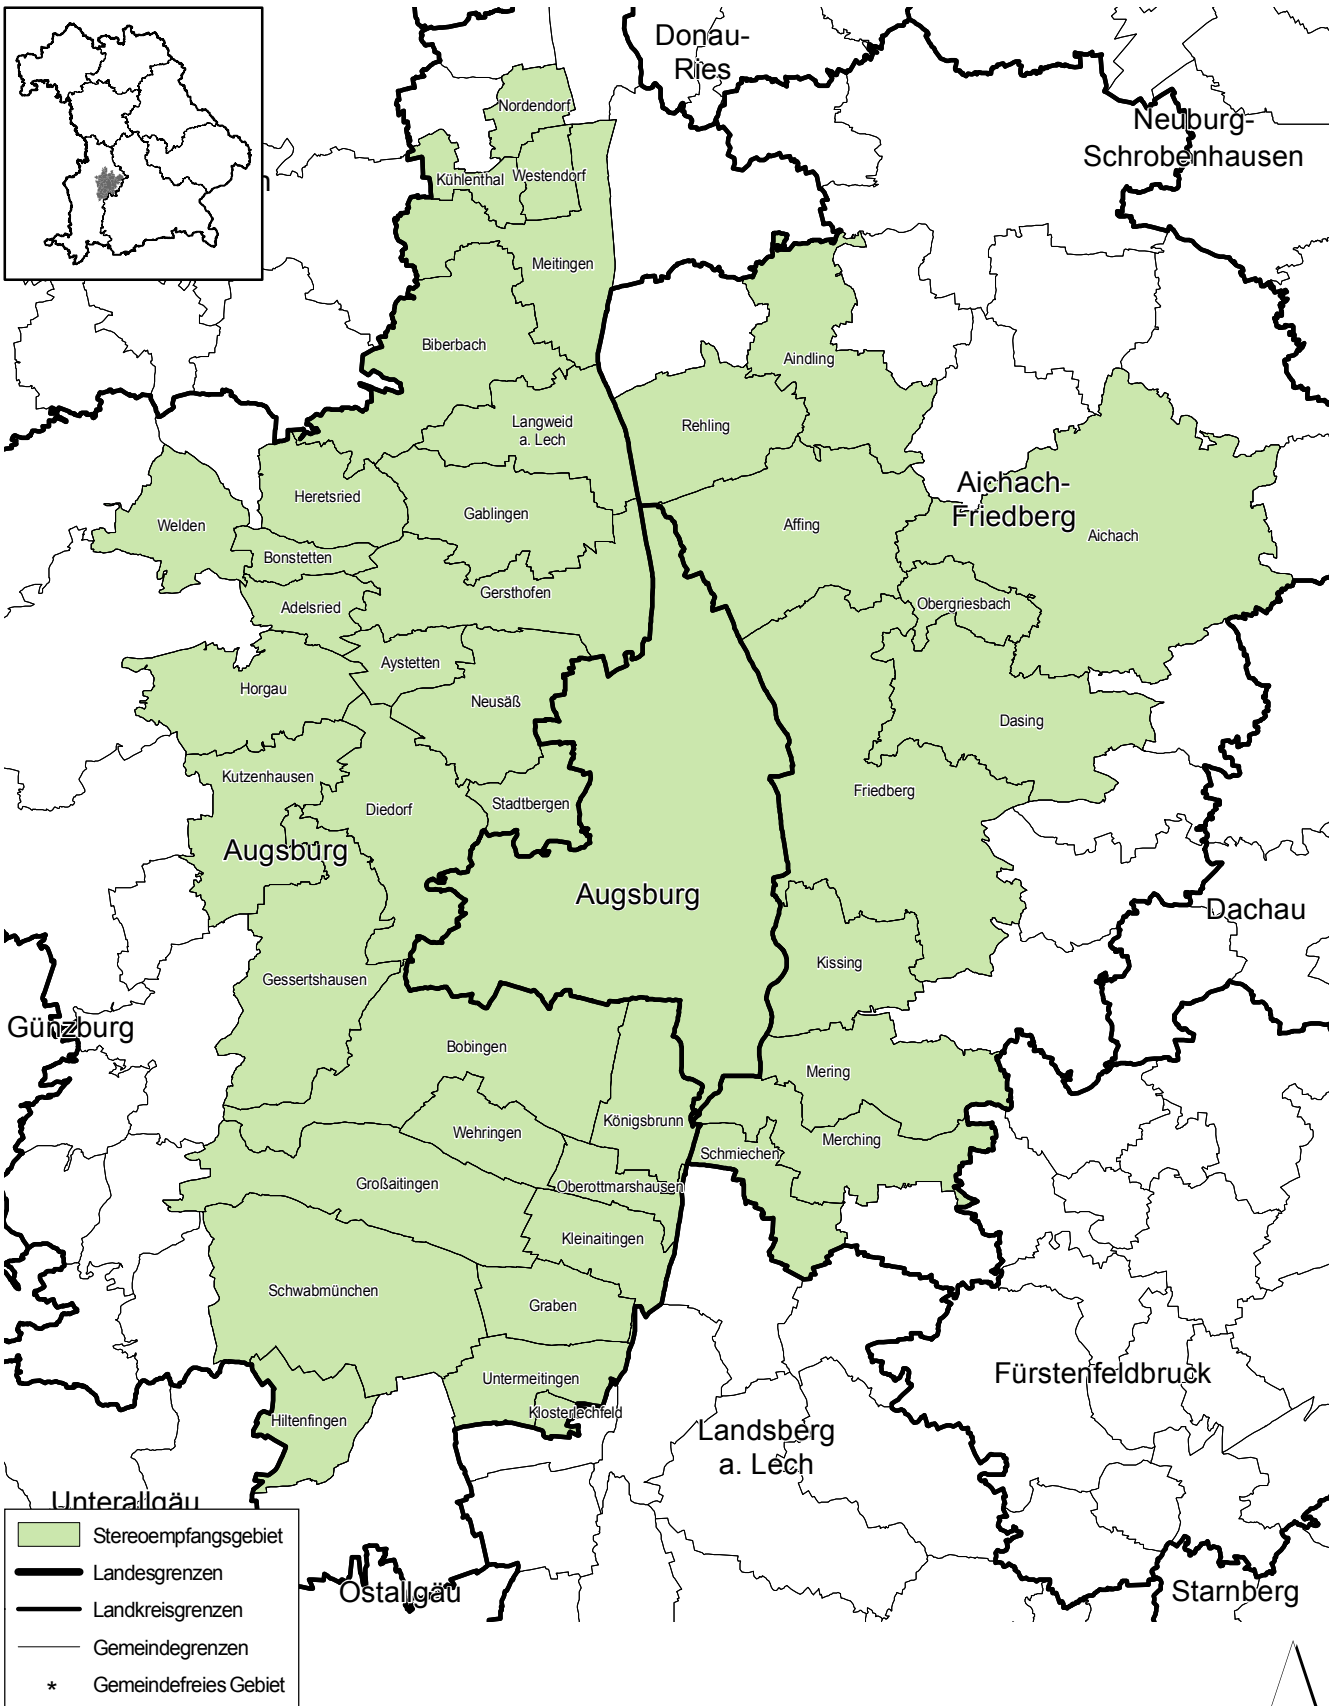 Donau-
Ries
Neuburg-
Schrobenhausen
n
Nordendorf
Kühlenthal
Westendorf
Meitingen
Biberbach
Aindling
Langweid
a. Lech
Rehling
Heretsried
Gablingen
Welden
Affing
Aichach-
Friedberg
Aichach
Bonstetten
Gersthofen
Adelsried
Obergriesbach
Aystetten
Horgau
Neusäß
Dasing
Kutzenhausen
Diedorf
Stadtbergen
Friedberg
Augsburg
Augsburg
Dachau
Gessertshausen
Kissing
Günzburg
Bobingen
Mering
Königsbrunn
Wehringen
Merching
Schmiechen
Großaitingen
Oberottmarshausen
Kleinaitingen
Schwabmünchen
Graben
Untermeitingen
Fürstenfeldbruck
Hiltenfingen
Klosterlechfeld
Landsberg
a. Lech
Unterallgäu
Ostallgäu
Starnberg
Stereoempfangsgebiet
Landesgrenzen
Landkreisgrenzen
Gemeindegrenzen
* Gemeindefreies Gebiet